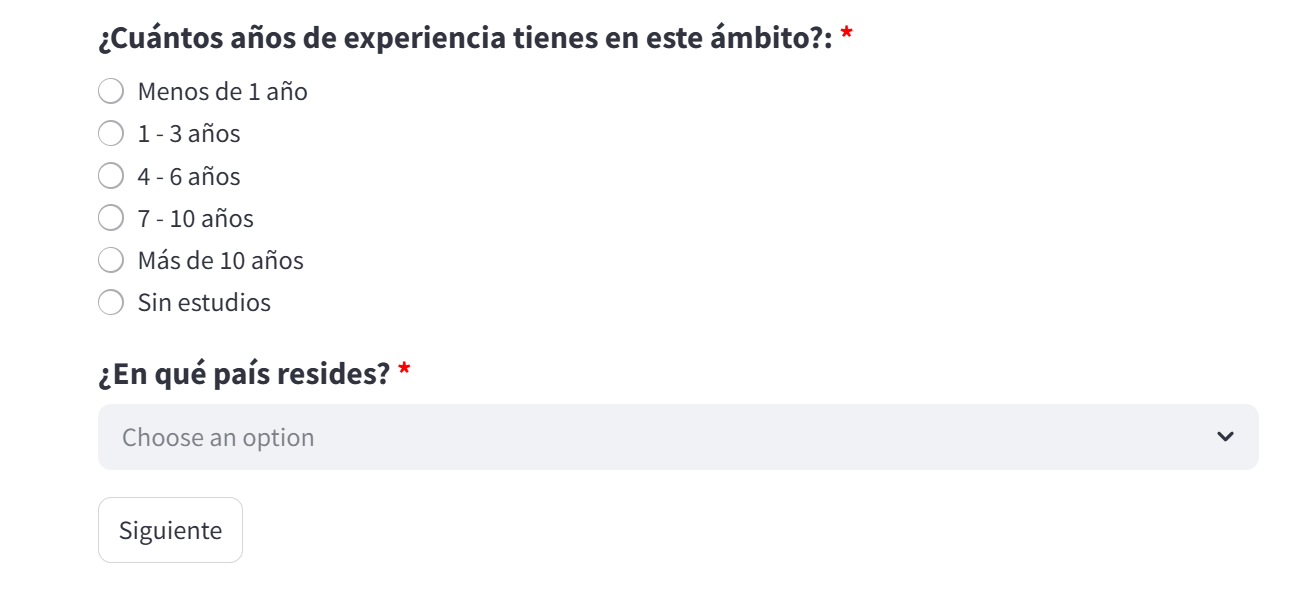 ¿Cuántos años de experiencia tienes en este ámbito?: *
Menos de 1 año
1 - 3 años
4 - 6 años
7 - 10 años
Más de 10 años
Sin estudios
¿En qué país resides? *
Choose an option
Siguiente